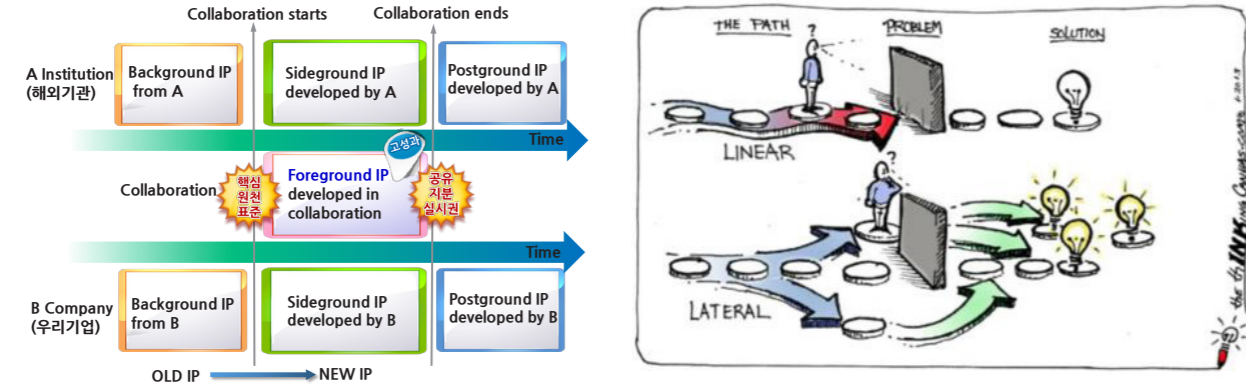 Collaboration starts
Collaboration ends
A Institution
(해외기관)
Background IP
from A
Sideground IP
developed by A
Postground IP
developed by A
Time
고성과
Collaboration
핵심
원천
표준
Foreground IP
developed in
collaboration
공유
지분
실시권
Time
B Company
(우리기업)
Background IP
from B
Sideground IP
developed by B
Postground IP
developed by B
OLD IP
NEW IP
THE PATH
?
PROBLEM
SOLUTION
LINEAR
?
LATERAL
the thINKing CANVAS